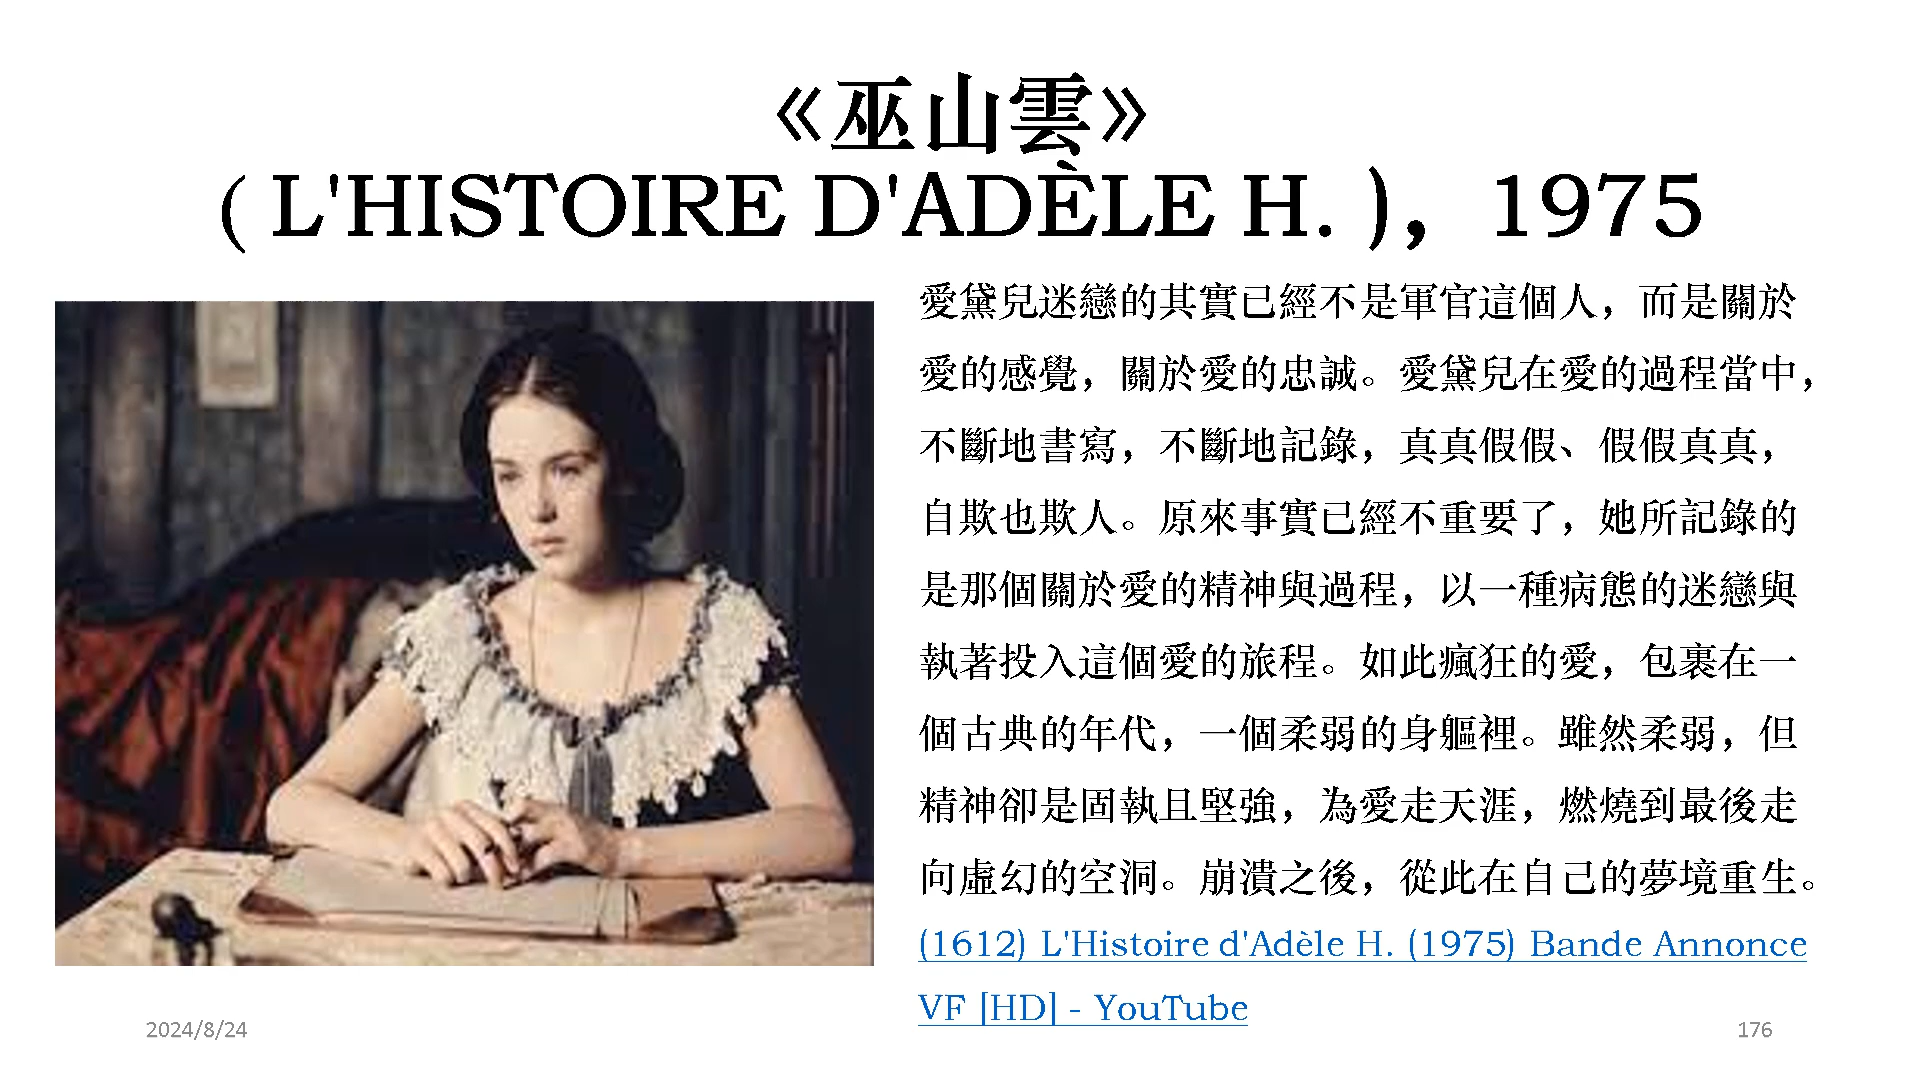 《巫山雲》
( L'HISTOIRE D'ADÈLE H. )，1975
愛黛兒迷戀的其實已經不是軍官這個人，而是關於
愛的感覺，關於愛的忠誠。愛黛兒在愛的過程當中，
不斷地書寫，不斷地記錄，真真假假、假假真真，
自欺也欺人。原來事實已經不重要了，她所記錄的
是那個關於愛的精神與過程，以一種病態的迷戀與
執著投入這個愛的旅程。如此瘋狂的愛，包裹在一
個古典的年代，一個柔弱的身軀裡。雖然柔弱，但
精神卻是固執且堅強，為愛走天涯，燃燒到最後走
向虛幻的空洞。崩潰之後，從此在自己的夢境重生。
(1612) L'Histoire d'Adèle H. (1975) Bande Annonce
VF [HD] - YouTube
2024/8/24
176